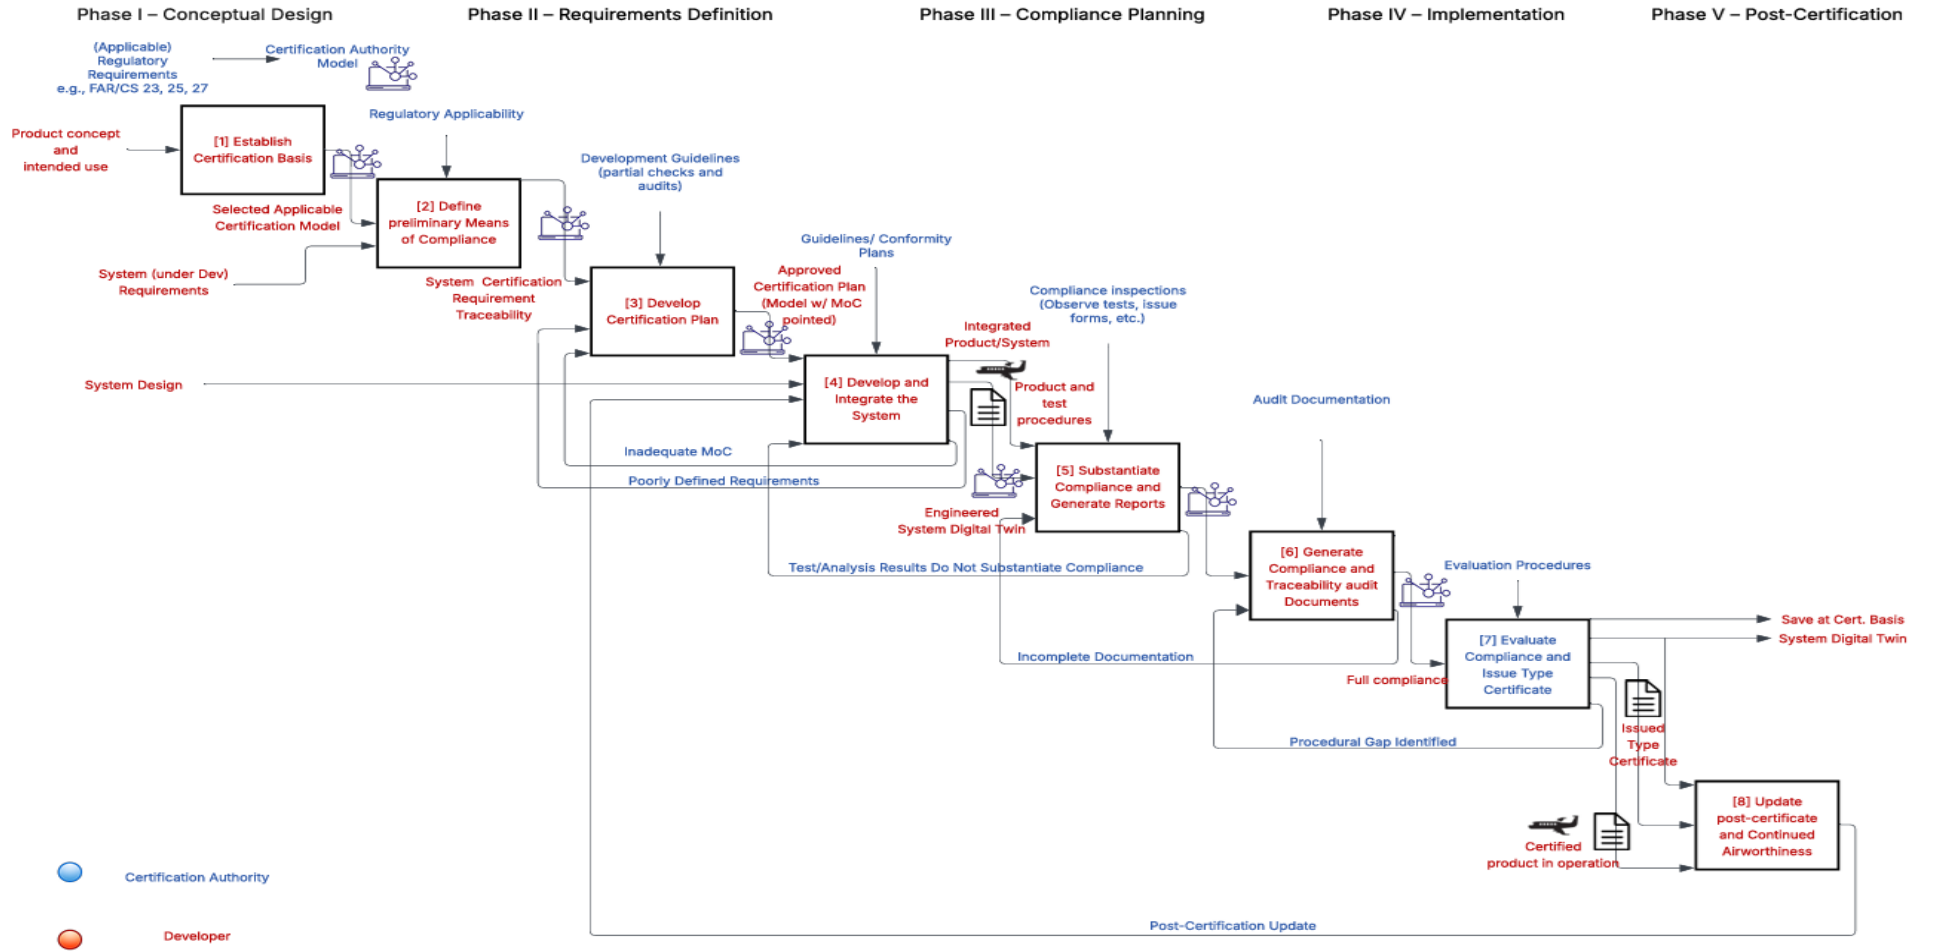 Phase I – Conceptual Design
Phase II – Requirements Definition
Phase III – Compliance Planning
Phase IV – Implementation
Phase V – Post-Certification
(Applicable)
Regulatory
Requirements
e.g., FAR/CS 23, 25, 27
Certification Authority
Model
Regulatory Applicability
Product concept
and
intended use
[1] Establish
Certification Basis
Selected Applicable
Certification Model
System (under Dev)
Requirements
[2] Define
preliminary Means
of Compliance
Development Guidelines
(partial checks and
audits)
System Certification
Requirement
Traceability
[3] Develop
Certification Plan
Guidelines/ Conformity
Plans
Approved
Certification Plan
(Model w/ MoC
pointed)
System Design
[4] Develop and
Integrate the
System
Compliance inspections
(Observe tests, issue
forms, etc.)
Integrated
Product/System
Product and
test
procedures
Inadequate MoC
Poorly Defined Requirements
Engineered
System Digital Twin
[5] Substantiate
Compliance and
Generate Reports
Audit Documentation
Test/Analysis Results Do Not Substantiate Compliance
[6] Generate
Compliance and
Traceability audit
Documents
Evaluation Procedures
Incomplete Documentation
Full compliance
[7] Evaluate
Compliance and
Issue Type
Certificate
Save at Cert. Basis
System Digital Twin
Procedural Gap Identified
Issued
Type
Certificate
Certified
product in operation
[8] Update
post-certificate
and Continued
Airworthiness
Post-Certification Update
Certification Authority
Developer